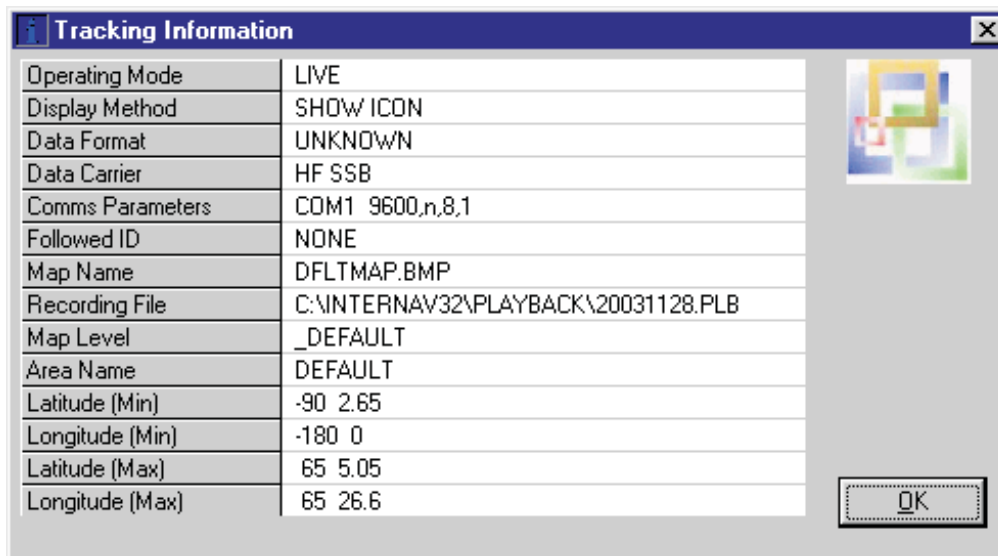 Tracking Information
Operating Mode LIVE
Display Method SHOW ICON
Data Format UNKNOWN
Data Carrier HF SSB
Comms Parameters COM1 9600,n,8,1
Followed ID NONE
Map Name DFLTMAP.BMP
Recording File C:\INTERNAV32\PLAYBACK\20031128.PLB
Map Level _DEFAULT
Area Name DEFAULT
Latitude (Min) -90 2.65
Longitude (Min) -180 0
Latitude (Max) 65 5.05
Longitude (Max) 65 26.6
OK